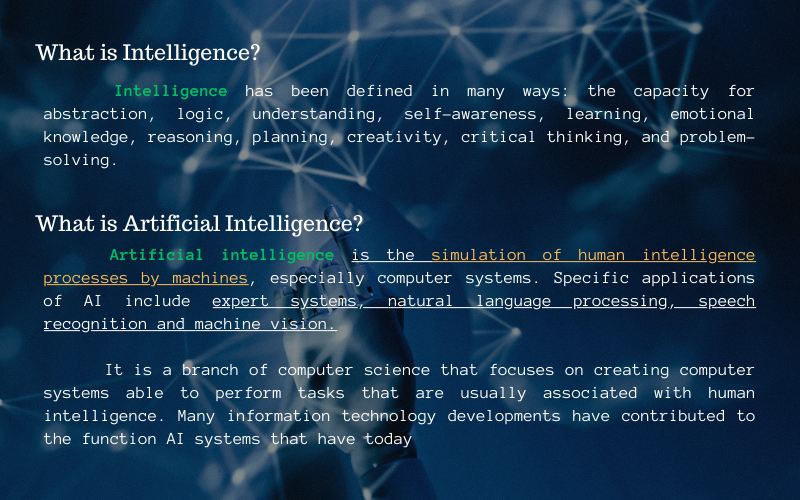 What is Intelligence?
Intelligence has been defined in many ways: the capacity for
abstraction, logic, understanding, self-awareness, learning, emotional
knowledge, reasoning, planning, creativity, critical thinking, and problem-
solving.
What is Artificial Intelligence?
Artificial intelligence is the simulation of human intelligence
processes by machines, especially computer systems. Specific applications
of AI include expert systems, natural language processing, speech
recognition and machine vision.
It is a branch of computer science that focuses on creating computer
systems able to perform tasks that are usually associated with human
intelligence. Many information technology developments have contributed to
the function AI systems that have today